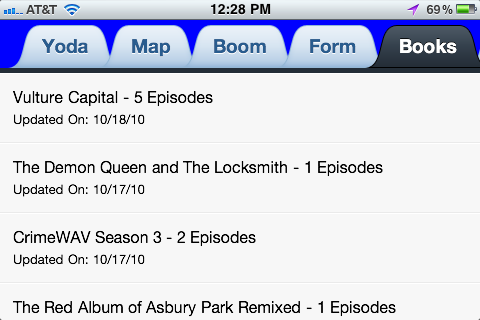 AT&T 12:28 PM 69%
Yoda Map Boom Form Books
Vulture Capital - 5 Episodes
Updated On: 10/18/10
The Demon Queen and The Locksmith - 1 Episodes
Updated On: 10/17/10
CrimeWAV Season 3 - 2 Episodes
Updated On: 10/17/10
The Red Album of Asbury Park Remixed - 1 Episodes